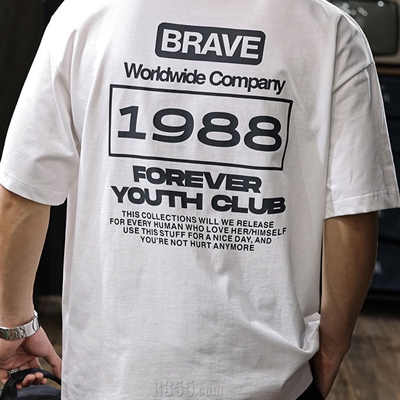 BRAVE
Worldwide Company
1988
FOREVER
YOUTH CLUB
THIS COLLECTIONS WILL WE RELEASE
FOR EVERY HUMAN WHO LOVE HER/HIMSELF
USE THIS STUFF FOR A NICE DAY, AND
YOU'RE NOT HURT ANYMORE